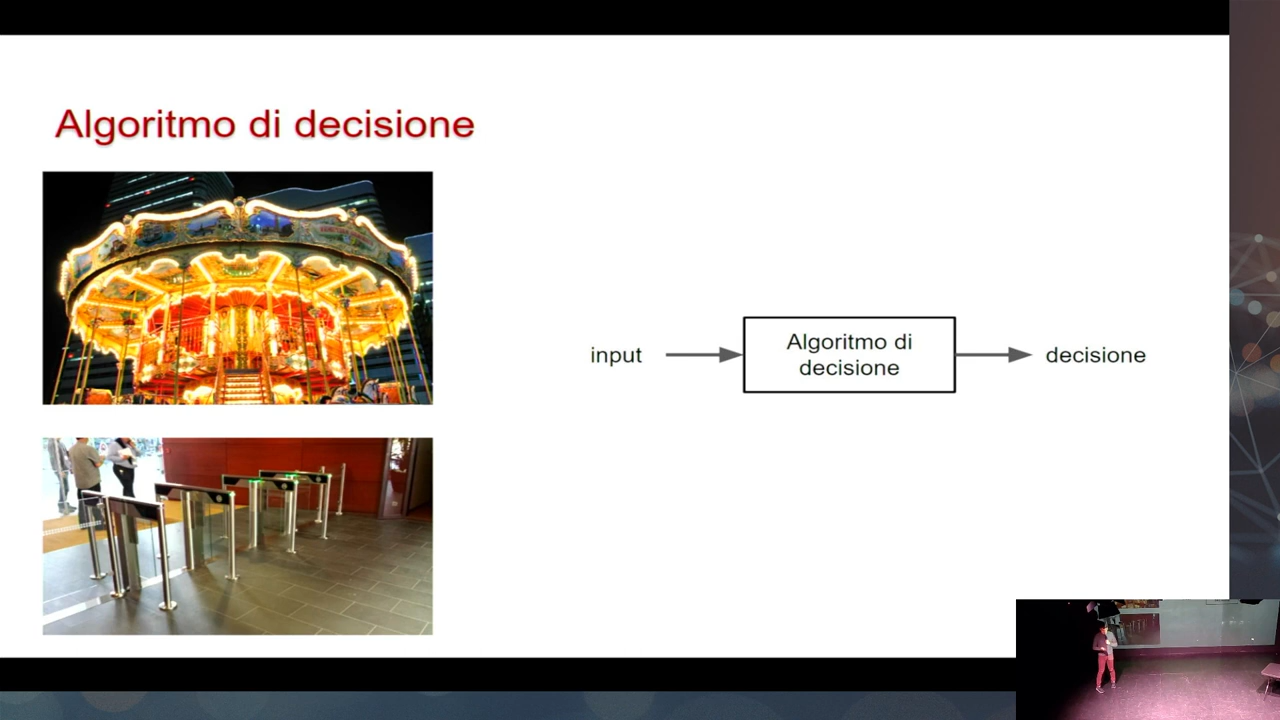 Algoritmo di decisione
input
Algoritmo di
decisione
decisione